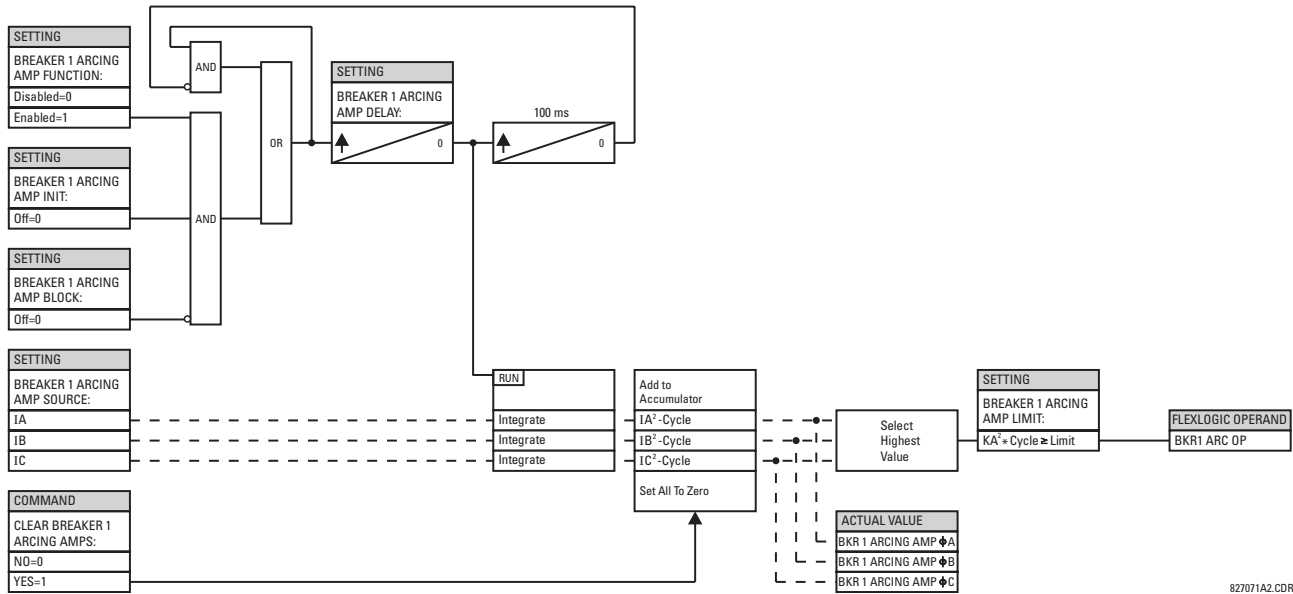 SETTING
BREAKER 1 ARCING
AMP FUNCTION:
Disabled=0
Enabled=1
SETTING
BREAKER 1 ARCING
AMP INIT:
Off=0
SETTING
BREAKER 1 ARCING
AMP BLOCK:
Off=0
SETTING
BREAKER 1 ARCING
AMP SOURCE:
IA
IB
IC
COMMAND
CLEAR BREAKER 1
ARCING AMPS:
NO=0
YES=1
AND
AND
OR
SETTING
BREAKER 1 ARCING
AMP DELAY:
0
100 ms
0
RUN
Integrate
Integrate
Integrate
Add to
Accumulator
IA²-Cycle
IB²-Cycle
IC²-Cycle
Set All To Zero
Select
Highest
Value
SETTING
BREAKER 1 ARCING
AMP LIMIT:
KA²*Cycle≥Limit
FLEXLOGIC OPERAND
BKR1 ARC OP
ACTUAL VALUE
BKR 1 ARCING AMP ϕA
BKR 1 ARCING AMP ϕB
BKR 1 ARCING AMP ϕC
827071A2.CDR